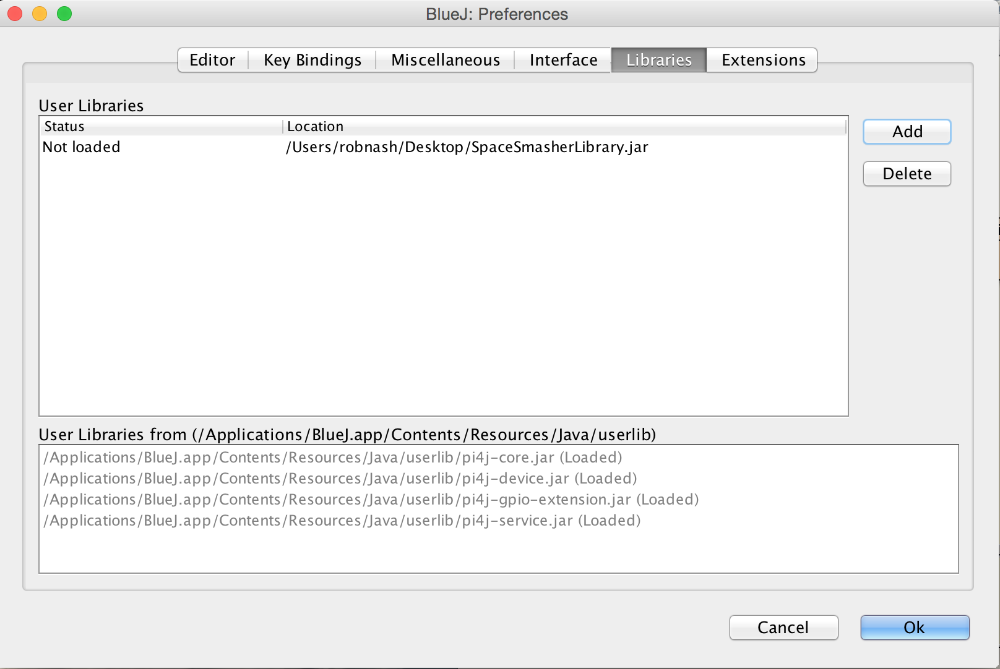 BlueJ: Preferences
Editor Key Bindings Miscellaneous Interface Libraries Extensions
User Libraries
Status Location
Add
Not loaded /Users/robnash/Desktop/SpaceSmasherLibrary.jar
Delete
User Libraries from (/Applications/BlueJ.app/Contents/Resources/Java/userlib)
/Applications/BlueJ.app/Contents/Resources/Java/userlib/pi4j-core.jar (Loaded)
/Applications/BlueJ.app/Contents/Resources/Java/userlib/pi4j-device.jar (Loaded)
/Applications/BlueJ.app/Contents/Resources/Java/userlib/pi4j-gpio-extension.jar (Loaded)
/Applications/BlueJ.app/Contents/Resources/Java/userlib/pi4j-service.jar (Loaded)
Cancel Ok